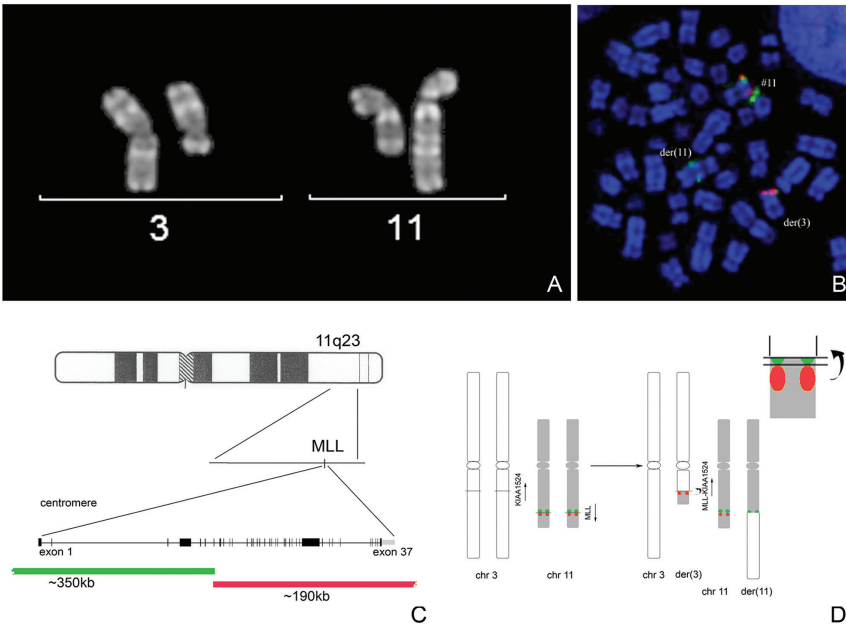 3
11
A
#11
der(11)
der(3)
B
11q23
MLL
centromere
exon 1
exon 37
~350kb
~190kb
C
KIAA1524
MLL
MLL-KIAA1524
chr 3
chr 11
chr 3
der(3)
chr 11
der(11)
D